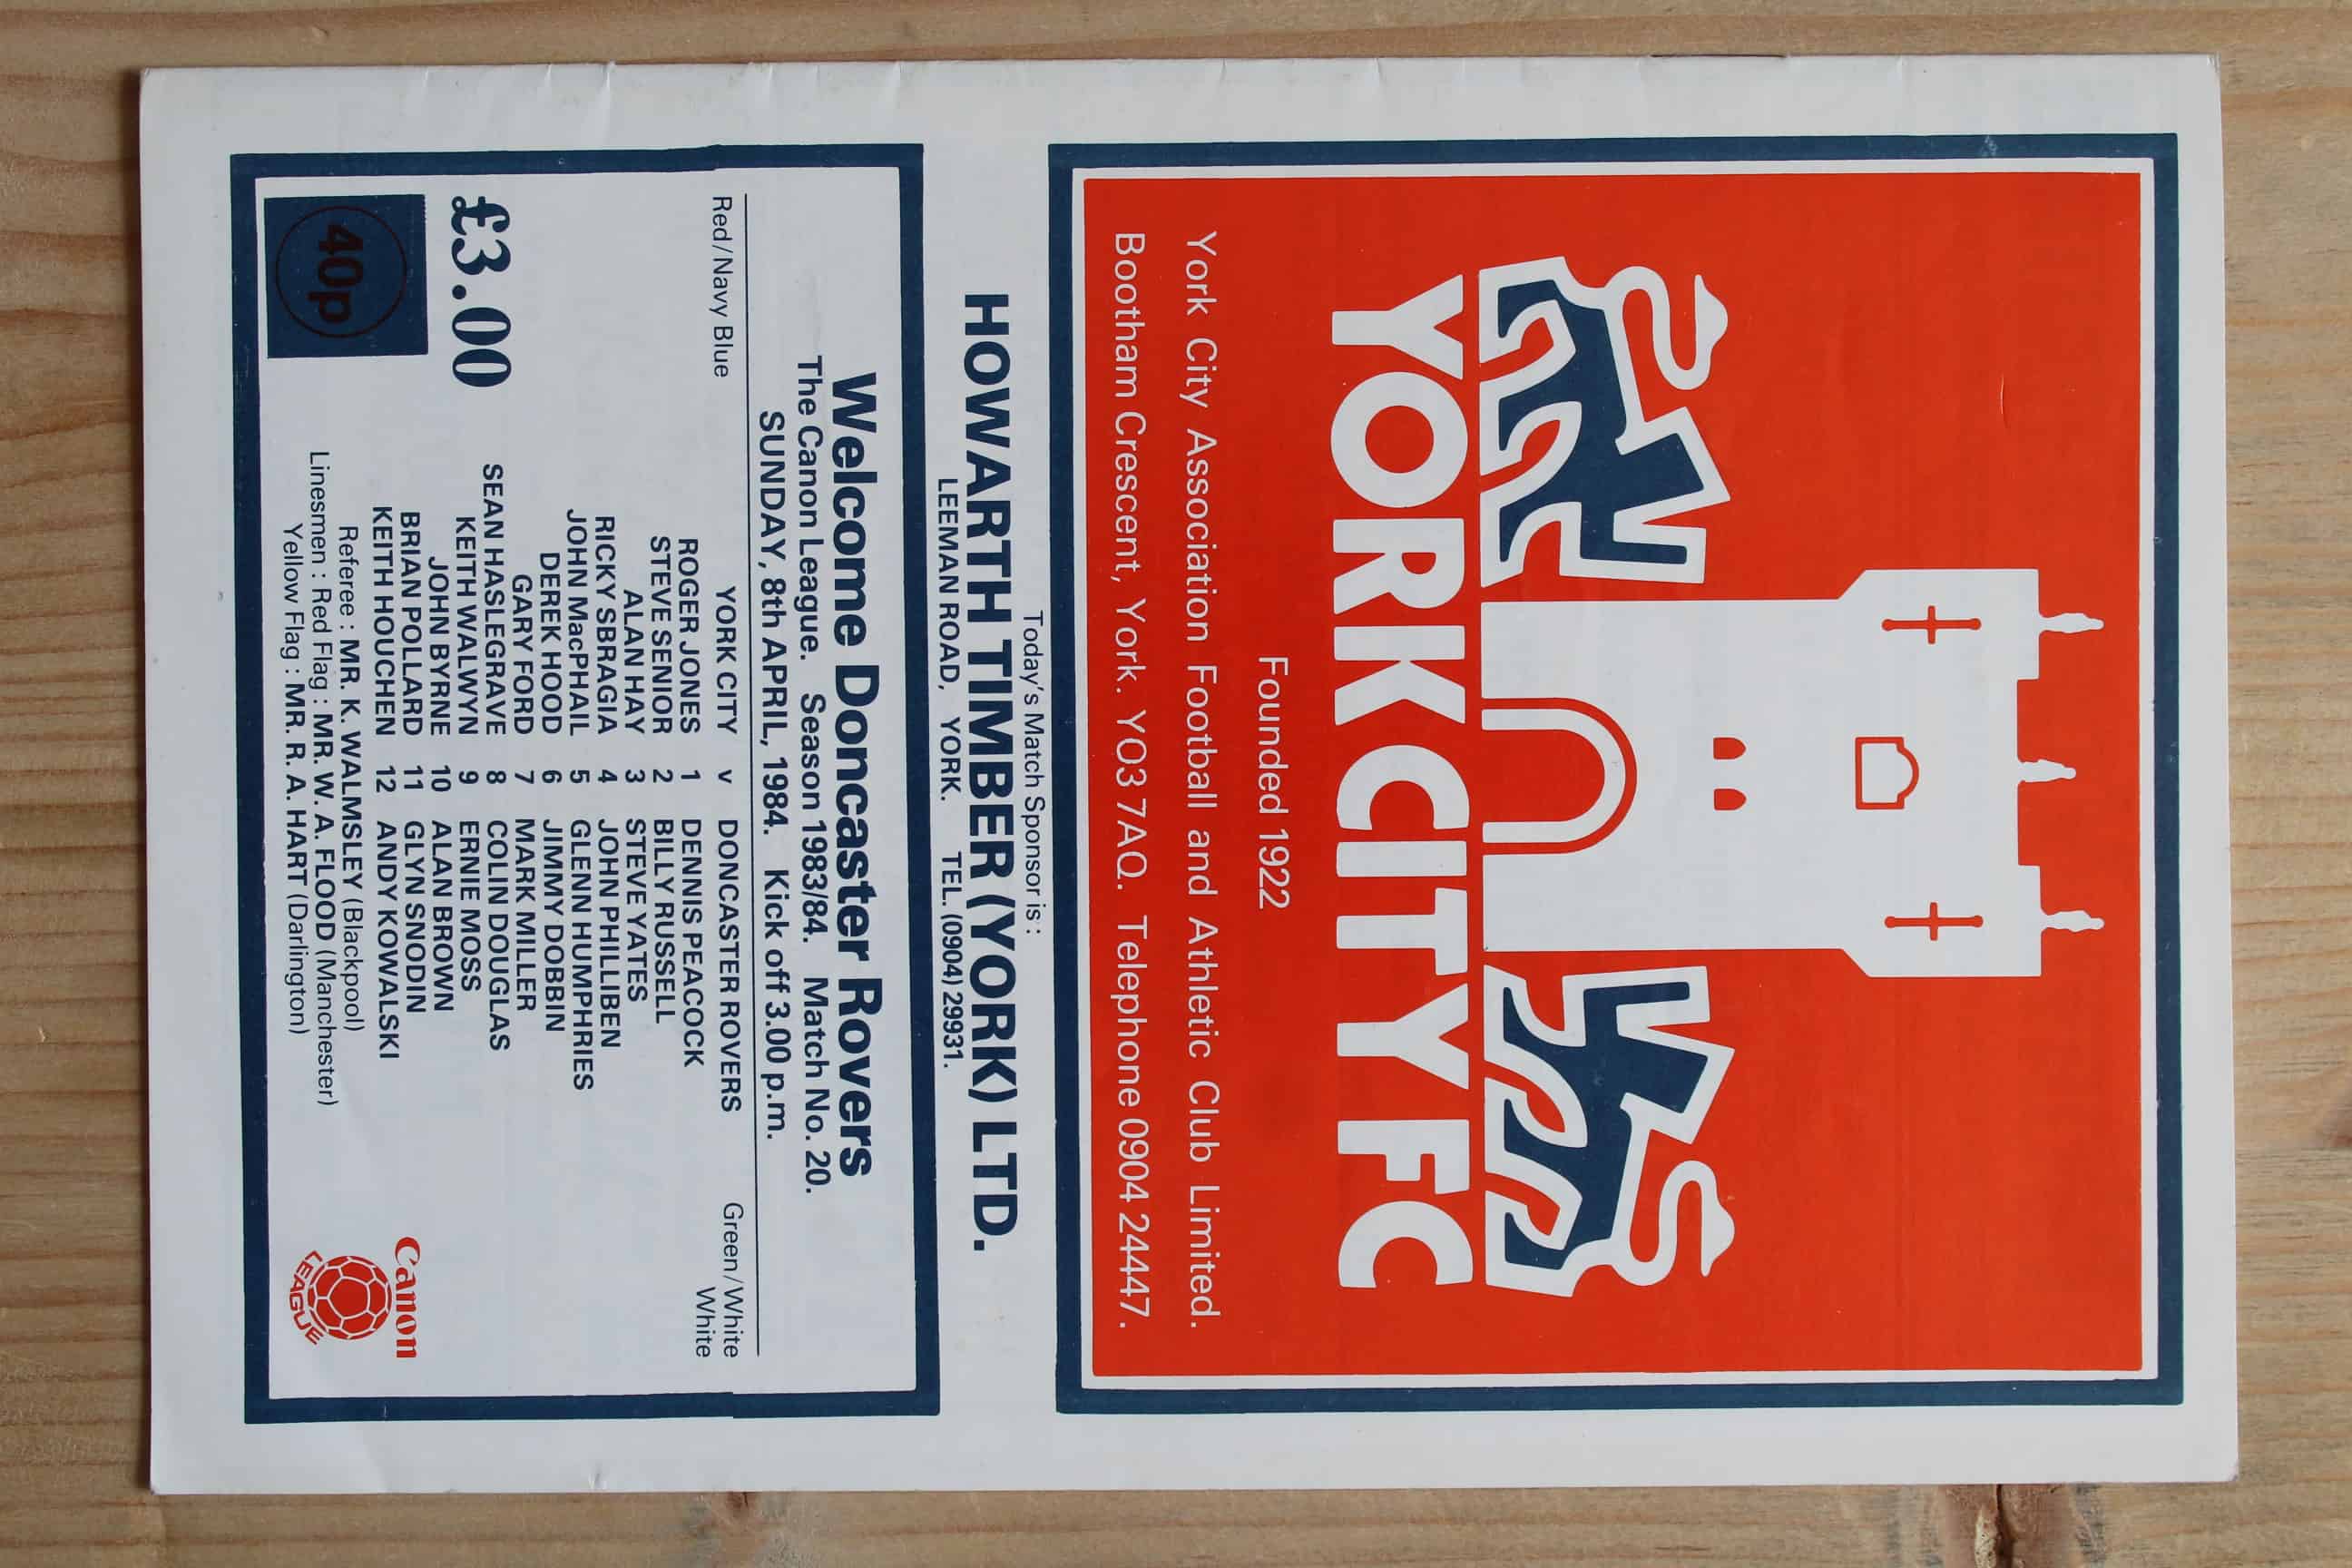 YORK CITY FC
Founded 1922
York City Association Football and Athletic Club Limited.
Bootham Crescent, York. YO3 7AQ. Telephone 0904 24447.
Today's Match Sponsor is:
HOWARTH TIMBER (YORK) LTD.
LEEMAN ROAD, YORK. TEL. (0904) 29931.
Welcome Doncaster Rovers
The Canon League. Season 1983/84. Match No. 20.
SUNDAY, 8th APRIL, 1984. Kick off 3.00 p.m.
Red/Navy Blue YORK CITY v DONCASTER ROVERS Green/White
White
ROGER JONES 1 DENNIS PEACOCK
STEVE SENIOR 2 BILLY RUSSELL
ALAN HAY 3 STEVE YATES
RICKY SBRAGIA 4 JOHN PHILLIBEN
JOHN MacPHAIL 5 GLENN HUMPHRIES
DEREK HOOD 6 JIMMY DOBBIN
GARY FORD 7 MARK MILLER
SEAN HASLEGRAVE 8 COLIN DOUGLAS
KEITH WALWYN 9 ERNIE MOSS
JOHN BYRNE 10 ALAN BROWN
BRIAN POLLARD 11 GLYN SNODIN
KEITH HOUCHEN 12 ANDY KOWALSKI
Referee: MR. K. WALMSLEY (Blackpool)
Linesmen: Red Flag: MR. W. A. FLOOD (Manchester)
Yellow Flag: MR. R. A. HART (Darlington)
£3.00
40p
Canon
LEAGUE